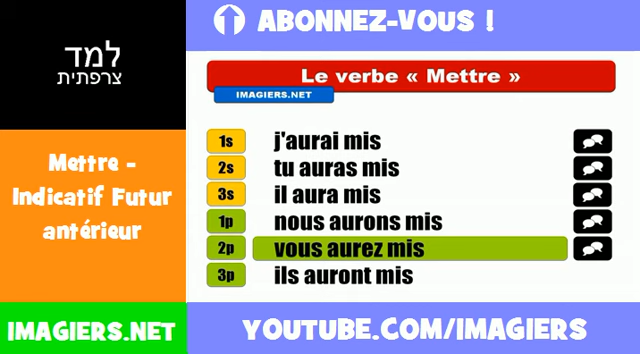 למד
צרפתית
Mettre -
Indicatif Futur
antérieur
IMAGIERS.NET
ABONNEZ-VOUS !
Le verbe « Mettre »
IMAGIERS.NET
1s j'aurai mis
2s tu auras mis
3s il aura mis
1p nous aurons mis
2p vous aurez mis
3p ils auront mis
YOUTUBE.COM/IMAGIERS